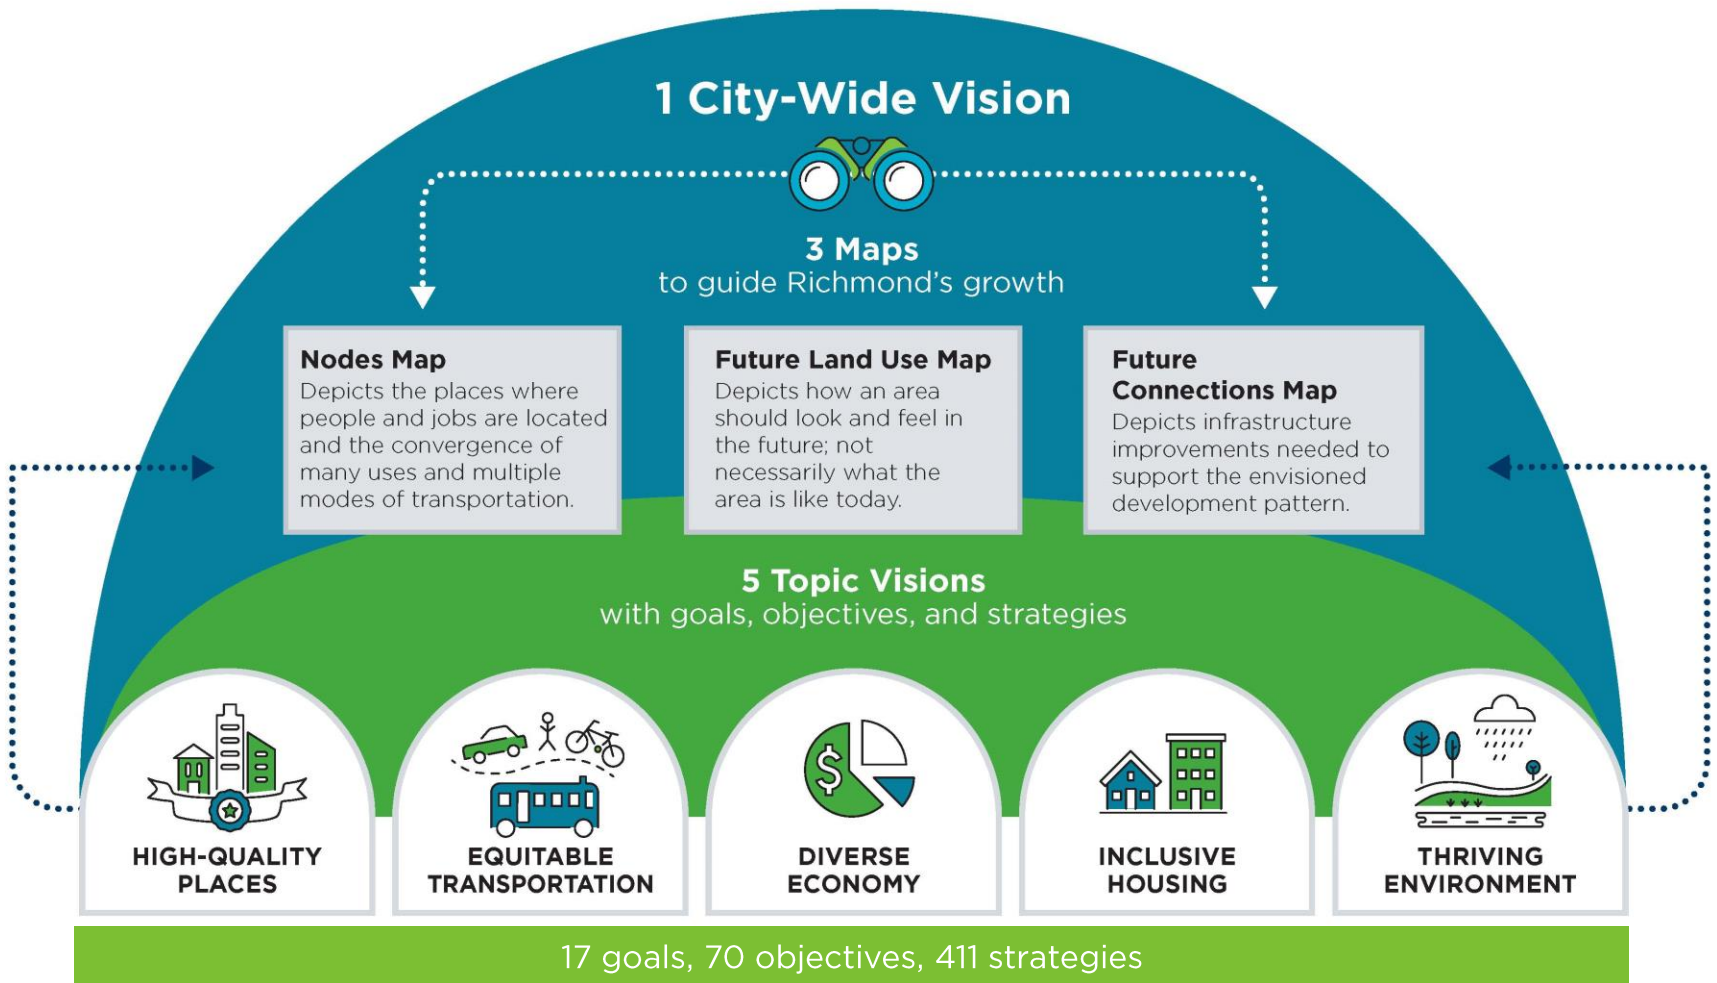 1 City-Wide Vision
3 Maps
to guide Richmond's growth
Nodes Map
Depicts the places where
people and jobs are located
and the convergence of
many uses and multiple
modes of transportation.
Future Land Use Map
Depicts how an area
should look and feel in
the future; not
necessarily what the
area is like today.
Future
Connections Map
Depicts infrastructure
improvements needed to
support the envisioned
development pattern.
5 Topic Visions
with goals, objectives, and strategies
$
HIGH-QUALITY
PLACES
EQUITABLE
TRANSPORTATION
DIVERSE
ECONOMY
INCLUSIVE
HOUSING
THRIVING
ENVIRONMENT
17 goals, 70 objectives, 411 strategies